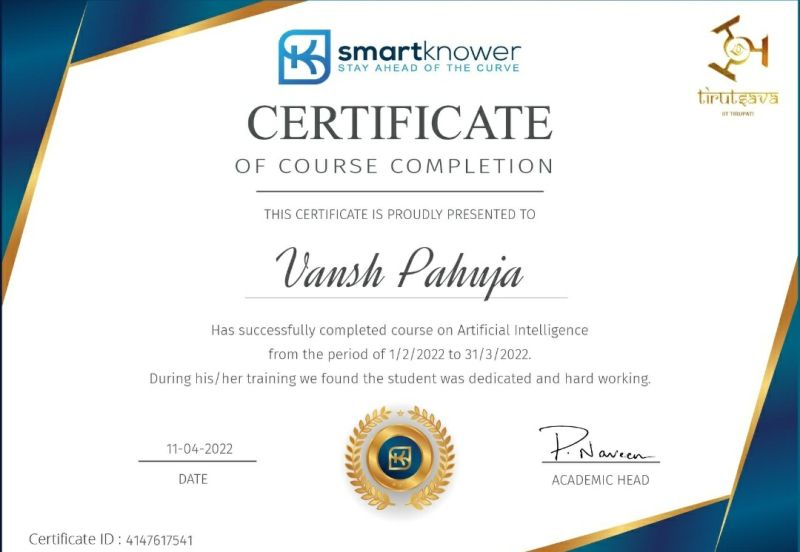 smartknower
STAY AHEAD OF THE CURVE
tirutsava
IIT TIRUPATI
CERTIFICATE
OF COURSE COMPLETION
THIS CERTIFICATE IS PROUDLY PRESENTED TO
Vansh Pahuja
Has successfully completed course on Artificial Intelligence
from the period of 1/2/2022 to 31/3/2022.
During his/her training we found the student was dedicated and hard working.
11-04-2022
DATE
P. Naveen
ACADEMIC HEAD
Certificate ID : 4147617541